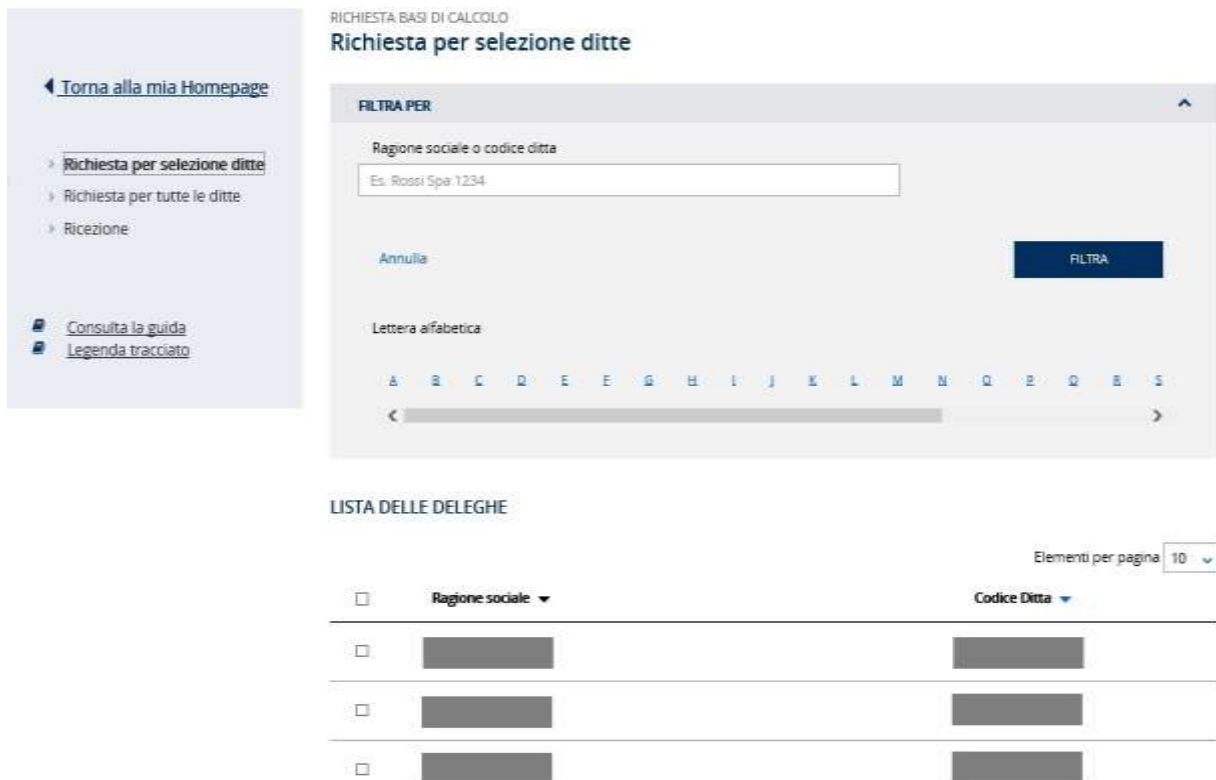 RICHIESTA BASI DI CALCOLO
Richiesta per selezione ditte
Torna alla mia Homepage
Richiesta per selezione ditte
Richiesta per tutte le ditte
Ricezione
Consulta la guida
Legenda tracciato
FILTRA PER
Ragione sociale o codice ditta
Es. Rossi Spa 1234
Annulla
FILTRA
Lettera alfabetica
A B C D E F G H I J K L M N O P Q R S
LISTA DELLE DELEGHE
Elementi per pagina 10
Ragione sociale Codice Ditta